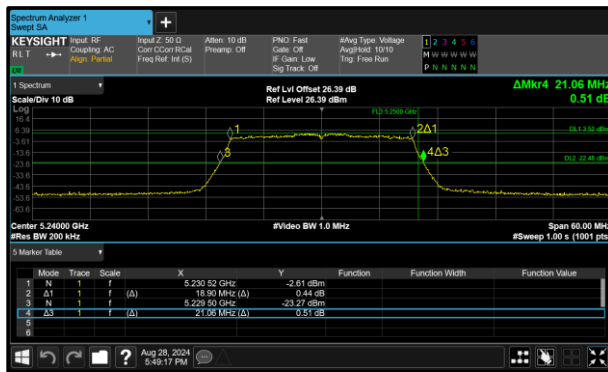 Spectrum Analyzer 1
Swept SA
+
KEYSIGHT Input: RF Input Z: 50 Ω Atten: 10 dB PNO: Fast #Avg Type: Voltage 1 2 3 4 5 6
RLT Coupling: AC Corr CCorr RCal Preamp: Off Gate: Off Avg|Hold: 10/10 M W W W W W
Align: Partial Freq Ref: Int (S) IF Gain: Low Trig: Free Run P N N N N N
Sig Track: Off
1 Spectrum Ref Lvl Offset 26.39 dB ΔMkr4 21.06 MHz
Scale/Div 10 dB Ref Level 26.39 dBm 0.51 dB
Log
16.4
6.39
-3.61
-13.6
-23.6
-33.6
-43.6
-53.6
-63.6
1
2Δ1
3
4Δ3
5.2500 GHz
DL1 3.52 dBm
DL2 -22.48 dBm
Center 5.24000 GHz #Video BW 1.0 MHz Span 60.00 MHz
#Res BW 200 kHz #Sweep 1.00 s (1001 pts)
5 Marker Table
Mode Trace Scale X Y Function Function Width Function Value
1 N 1 f 5.230 52 GHz -2.61 dBm
2 Δ1 1 f (Δ) 18.90 MHz (Δ) 0.44 dB
3 N 1 f 5.229 50 GHz -23.27 dBm
4 Δ3 1 f (Δ) 21.06 MHz (Δ) 0.51 dB
5
6
? Aug 28, 2024
5:49:17 PM